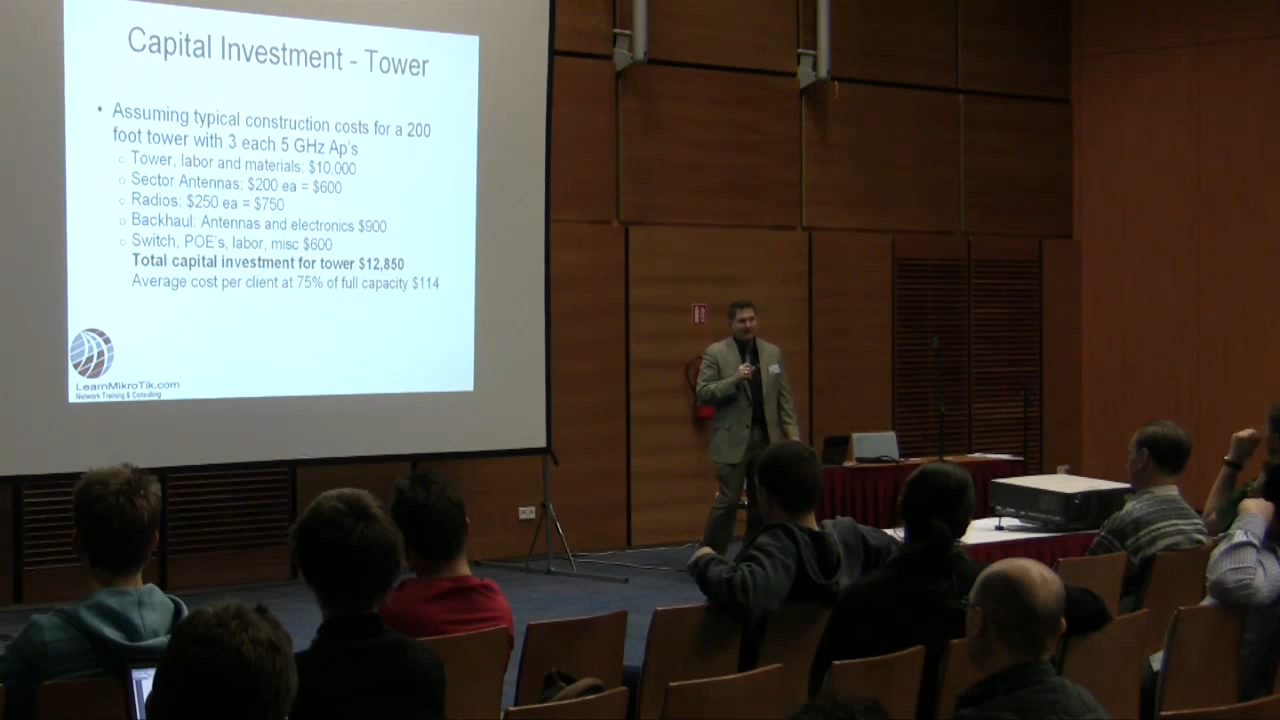 Capital Investment - Tower
• Assuming typical construction costs for a 200
foot tower with 3 each 5 GHz Ap's
○ Tower, labor and materials: $10,000
○ Sector Antennas: $200 ea = $600
○ Radios: $250 ea = $750
○ Backhaul: Antennas and electronics $900
○ Switch, POE's, labor, misc $600
Total capital investment for tower $12,850
Average cost per client at 75% of full capacity $114
LearnMikroTik.com
Network Training & Consulting